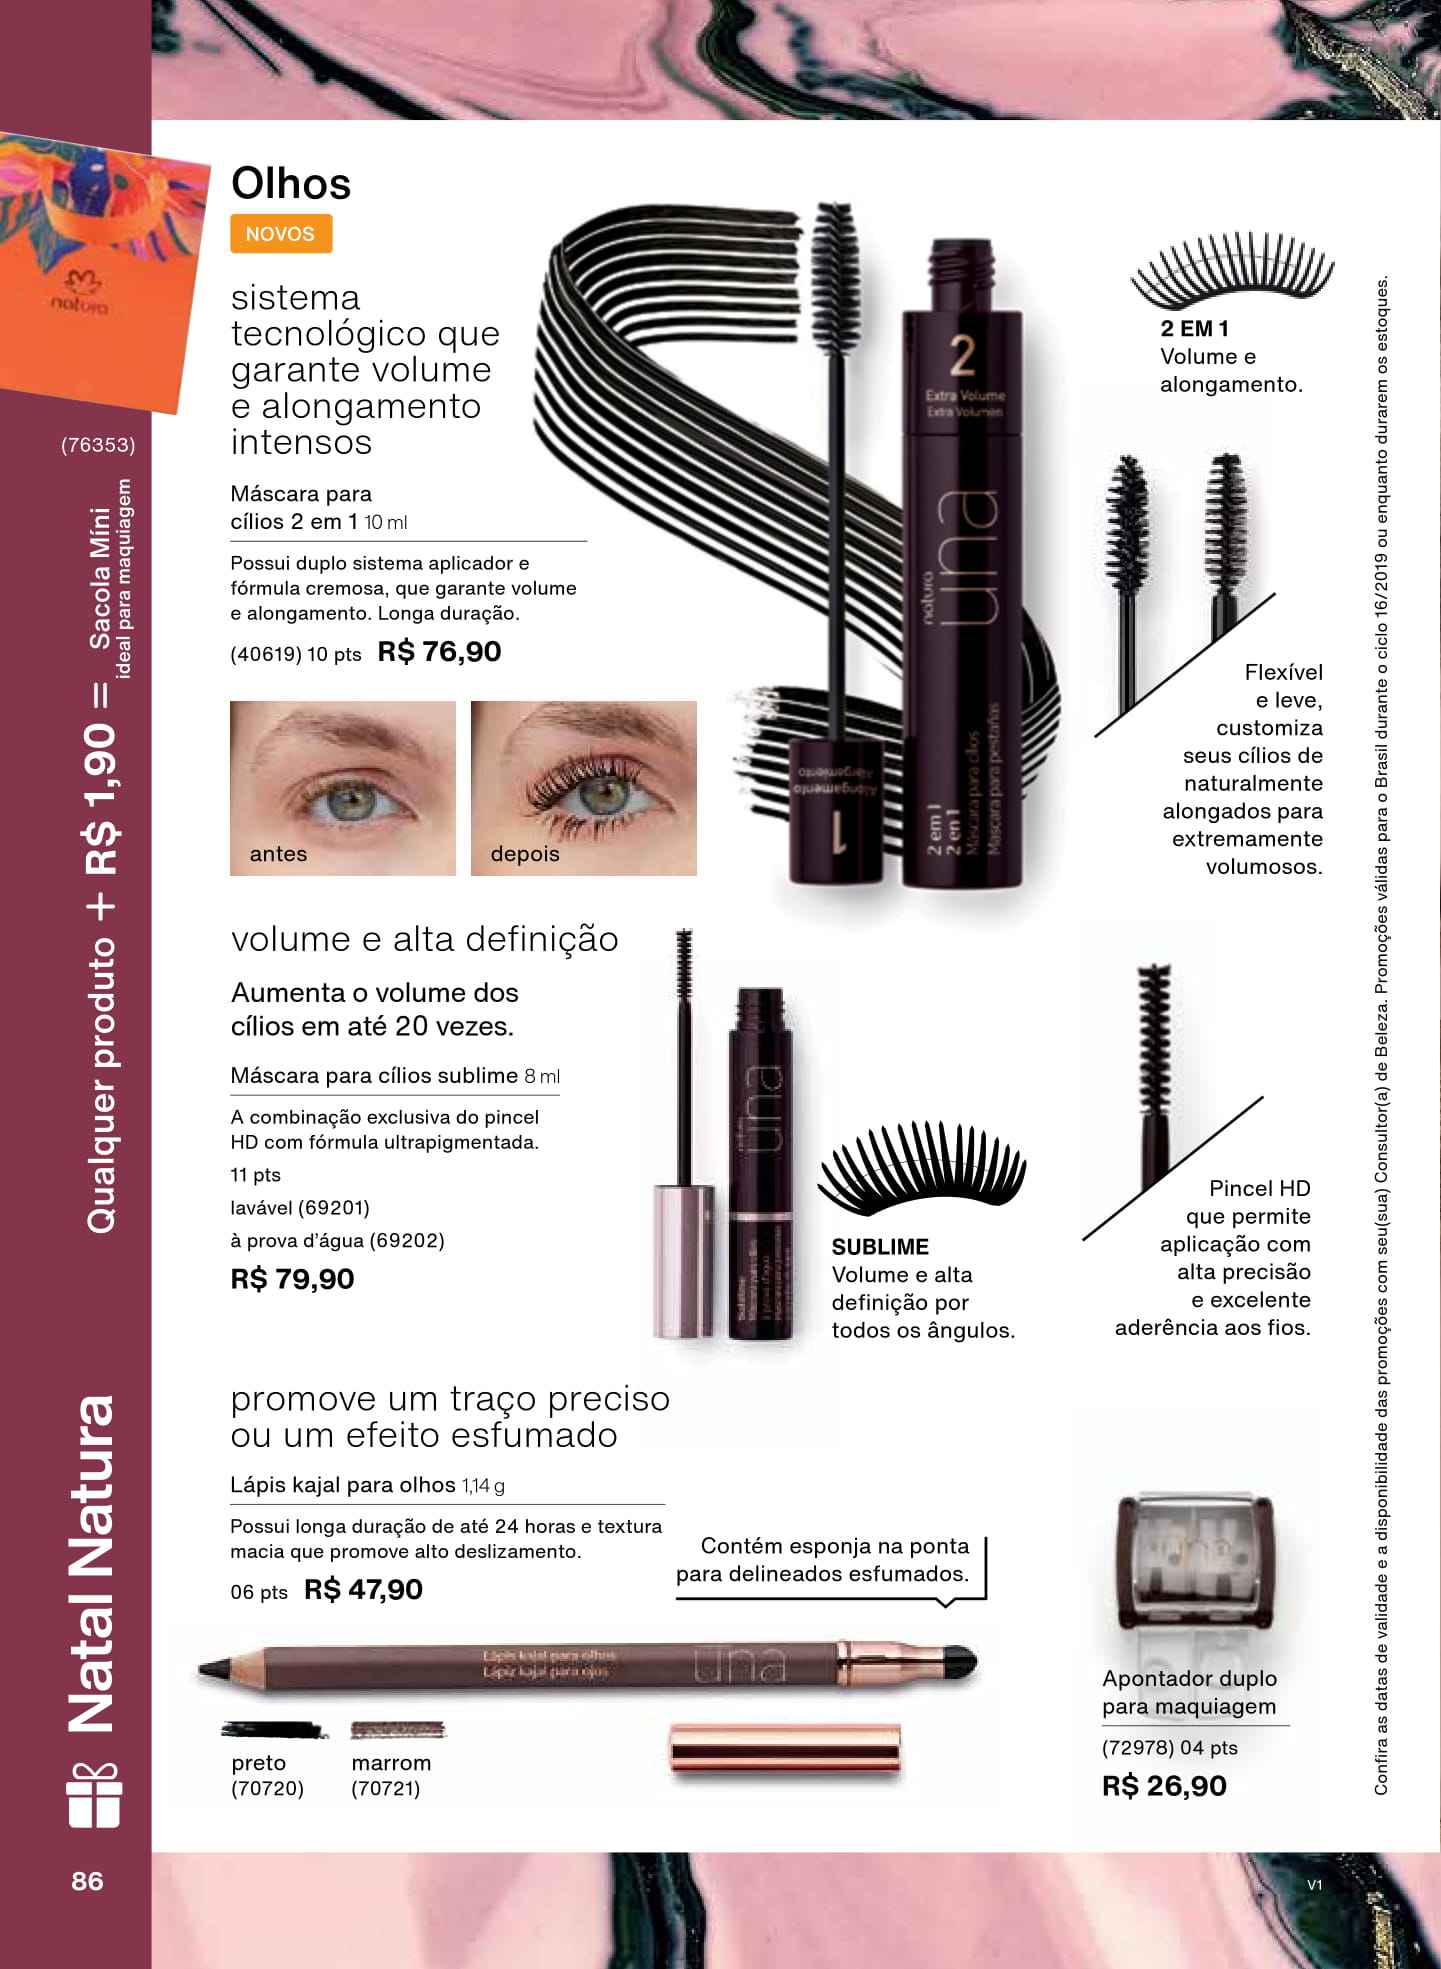 Olhos
NOVOS
sistema
tecnológico que
garante volume
e alongamento
intensos
Máscara para
cílios 2 em 1 10 ml
Possui duplo sistema aplicador e
fórmula cremosa, que garante volume
e alongamento. Longa duração.
(40619) 10 pts R$ 76,90
antes
depois
2
Extra Volume
Extra Volumen
natura
una
2 em 1
2 en 1
Máscara para cílios
Máscara para pestañas
1
Alongamento
Alargamiento
2 EM 1
Volume e
alongamento.
Flexível
e leve,
customiza
seus cílios de
naturalmente
alongados para
extremamente
volumosos.
volume e alta definição
Aumenta o volume dos
cílios em até 20 vezes.
Máscara para cílios sublime 8 ml
A combinação exclusiva do pincel
HD com fórmula ultrapigmentada.
11 pts
lavável (69201)
à prova d’água (69202)
R$ 79,90
una
Sublime
SUBLIME
Volume e alta
definição por
todos os ângulos.
Pincel HD
que permite
aplicação com
alta precisão
e excelente
aderência aos fios.
promove um traço preciso
ou um efeito esfumado
Lápis kajal para olhos 1,14 g
Possui longa duração de até 24 horas e textura
macia que promove alto deslizamento.
06 pts R$ 47,90
Contém esponja na ponta
para delineados esfumados.
Lápis kajal para olhos
Lápiz kajal para ojos
una
preto
(70720)
marrom
(70721)
una
Apontador duplo
para maquiagem
(72978) 04 pts
R$ 26,90
natura
(76353)
Qualquer produto + R$ 1,90 = Sacola Míni
ideal para maquiagem
Natal Natura
86
Confira as datas de validade e a disponibilidade das promoções com seu(sua) Consultor(a) de Beleza. Promoções válidas para o Brasil durante o ciclo 16/2019 ou enquanto durarem os estoques.
V1